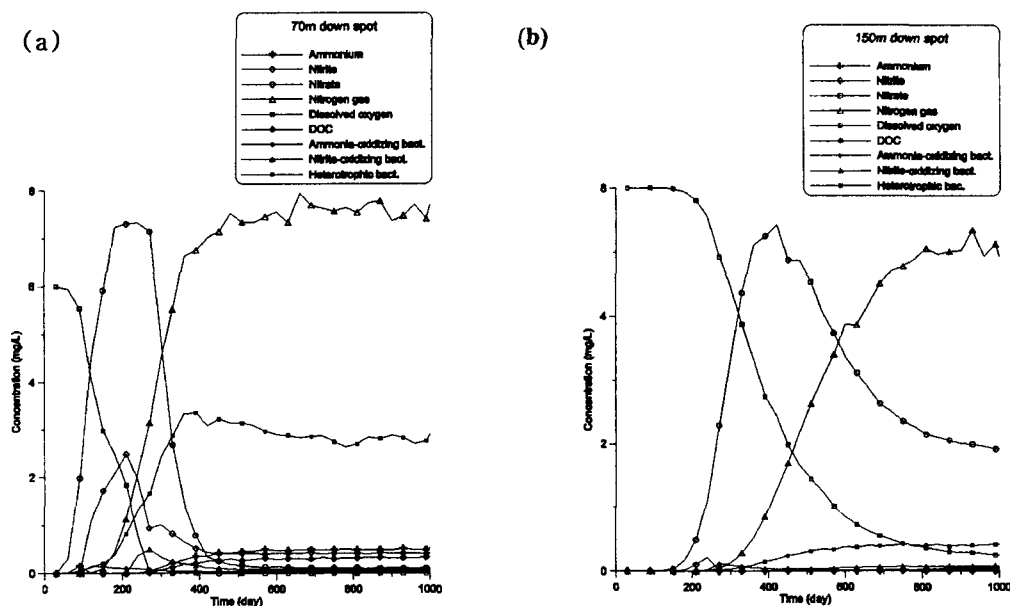 (a)
70m down spot
Ammonium
Nitrite
Nitrate
Nitrogen gas
Dissolved oxygen
DOC
Ammonia-oxidizing bact.
Nitrite-oxidizing bact.
Heterotrophic bact.
8
6
4
2
0
Concentration (mg/L)
0 200 400 600 800 1000
Time (day)
(b)
150m down spot
Ammonium
Nitrite
Nitrate
Nitrogen gas
Dissolved oxygen
DOC
Ammonia-oxidizing bact.
Nitrite-oxidizing bact.
Heterotrophic bac.
4
2
0
Concentration (mg/L)
0 200 400 600 800 1000
Time (day)